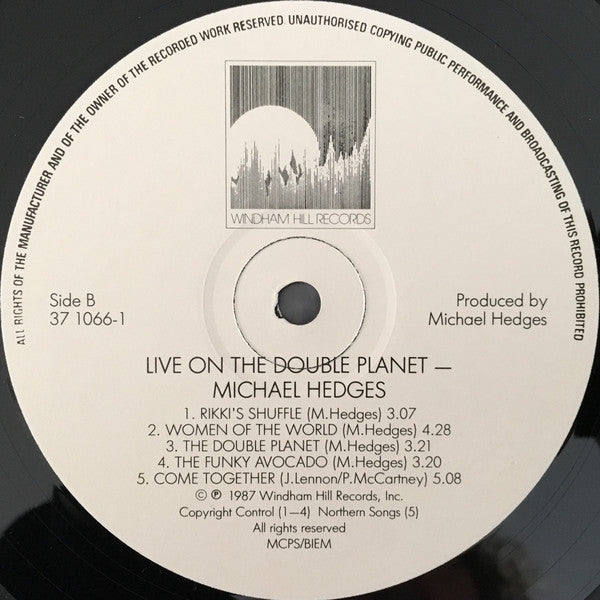 ALL RIGHTS OF THE MANUFACTURER AND OF THE OWNER OF THE RECORDED WORK RESERVED UNAUTHORISED COPYING PUBLIC PERFORMANCE AND BROADCASTING OF THIS RECORD PROHIBITED
WINDHAM HILL RECORDS
Side B
37 1066-1
Produced by
Michael Hedges
LIVE ON THE DOUBLE PLANET —
MICHAEL HEDGES
1. RIKKI'S SHUFFLE (M.Hedges) 3.07
2. WOMEN OF THE WORLD (M.Hedges) 4.28
3. THE DOUBLE PLANET (M.Hedges) 3.21
4. THE FUNKY AVOCADO (M.Hedges) 3.20
5. COME TOGETHER (J.Lennon/P.McCartney) 5.08
© ℗ 1987 Windham Hill Records, Inc.
Copyright Control (1—4) Northern Songs (5)
All rights reserved
MCPS/BIEM